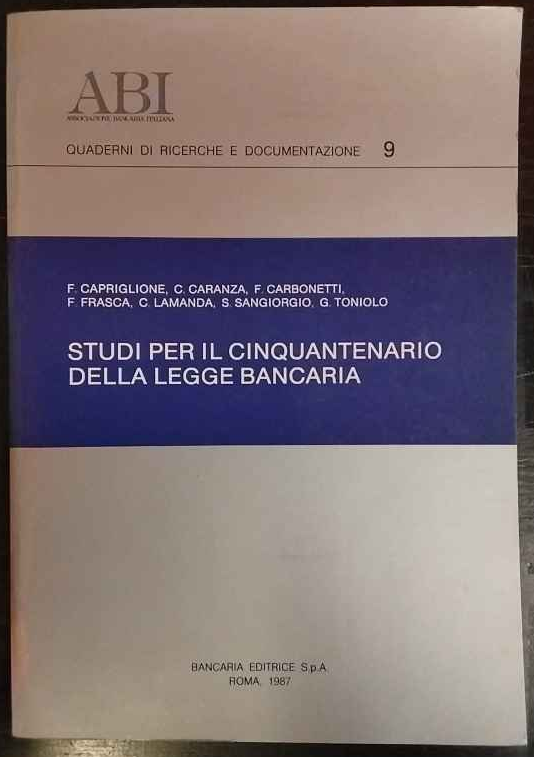 ABI
ASSOCIAZIONE BANCARIA ITALIANA
QUADERNI DI RICERCHE E DOCUMENTAZIONE 9
F. CAPRIGLIONE, C. CARANZA, F. CARBONETTI,
F. FRASCA, C. LAMANDA, S. SANGIORGIO, G. TONIOLO
STUDI PER IL CINQUANTENARIO
DELLA LEGGE BANCARIA
BANCARIA EDITRICE S.p.A.
ROMA, 1987